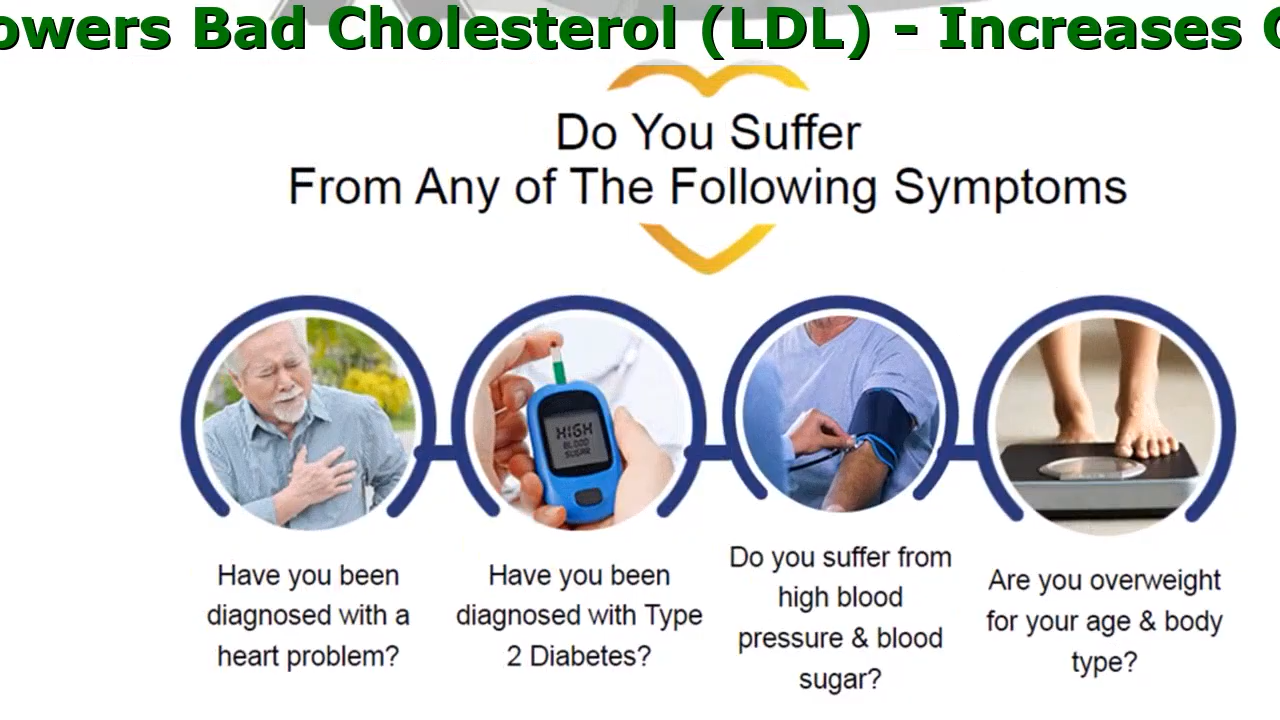 owers Bad Cholesterol (LDL) - Increases
Do You Suffer
From Any of The Following Symptoms
HIGH
BLOOD
SUGAR
Have you been
diagnosed with a
heart problem?
Have you been
diagnosed with Type
2 Diabetes?
Do you suffer from
high blood
pressure & blood
sugar?
Are you overweight
for your age & body
type?